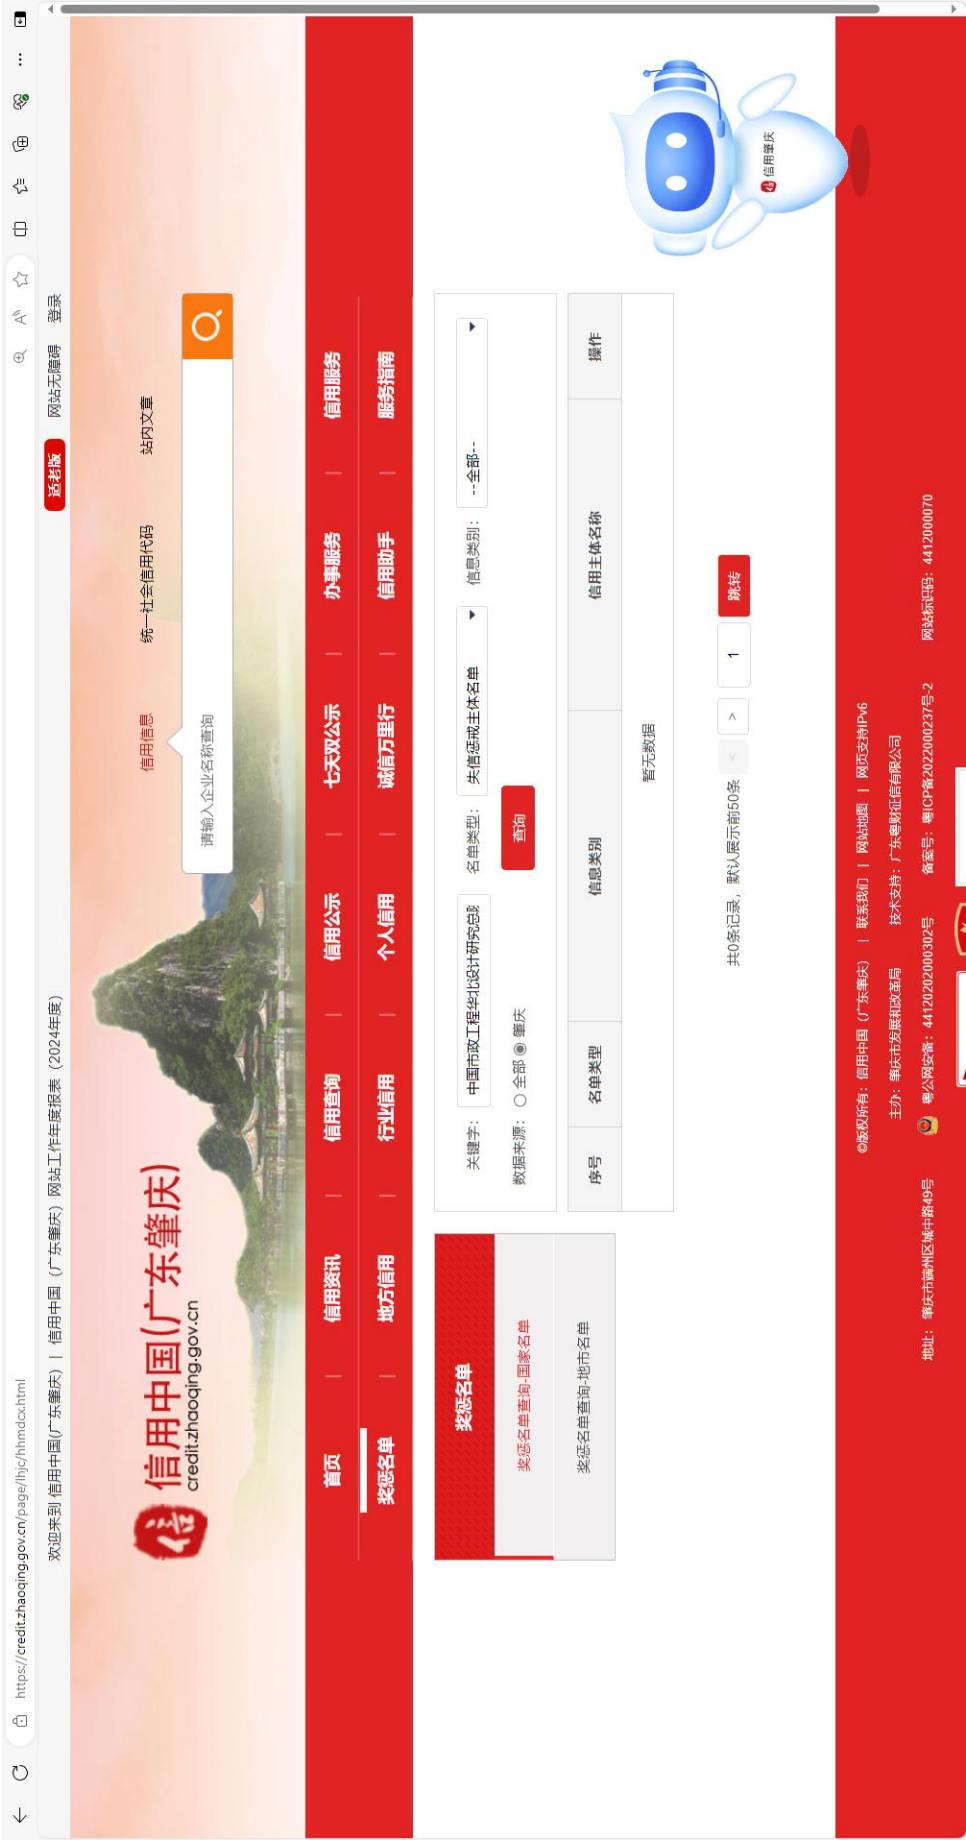 https://credit.zhaoqing.gov.cn/page/lhjc/hhmdcx.html
欢迎来到 信用中国(广东肇庆) | 信用中国（广东肇庆）网站工作年度报表（2024年度）
适老版 网站无障碍 登录
信用中国(广东肇庆)
credit.zhaoqing.gov.cn
信用信息 统一社会信用代码 站内文章
请输入企业名称查询
首页 | 信用资讯 | 信用查询 | 信用公示 | 七天双公示 | 办事服务 | 信用服务
奖惩名单 | 地方信用 | 行业信用 | 个人信用 | 诚信万里行 | 信用助手 | 服务指南
奖惩名单
奖惩名单查询-国家名单
奖惩名单查询-地市名单
关键字： 中国市政工程华北设计研究总 名单类型： 失信惩戒主体名单 信息类别： --全部--
数据来源： 全部 肇庆 查询
序号 名单类型 信息类别 信用主体名称 操作
暂无数据
共0条记录，默认展示前50条 < > 1 跳转
信用肇庆
©版权所有：信用中国（广东肇庆） | 联系我们 | 网站地图 | 网页支持IPv6
主办：肇庆市发展和改革局 技术支持：广东粤财征信有限公司
地址： 肇庆市端州区城中路49号 粤公网安备：44120202000302号 备案号：粤ICP备2022000237号-2 网站标识码：4412000070